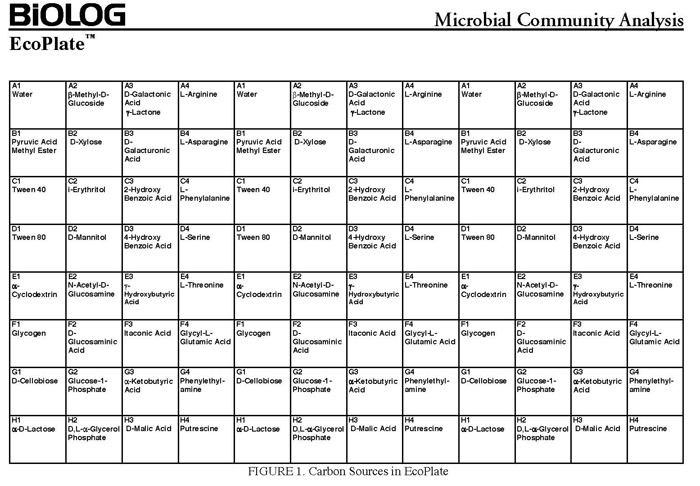 BiOLOG
Microbial Community Analysis
EcoPlate™
A1 A2 A3 A4 A1 A2 A3 A4 A1 A2 A3 A4
Water β-Methyl-D- D-Galactonic L-Arginine Water β-Methyl-D- D-Galactonic L-Arginine Water β-Methyl-D- D-Galactonic L-Arginine
Glucoside Acid Glucoside Acid Glucoside Acid
γ-Lactone γ-Lactone γ-Lactone
B1 B2 B3 B4 B1 B2 B3 B4 B1 B2 B3 B4
Pyruvic Acid D-Xylose D- L-Asparagine Pyruvic Acid D-Xylose D- L-Asparagine Pyruvic Acid D-Xylose D- L-Asparagine
Methyl Ester Galacturonic Methyl Ester Galacturonic Methyl Ester Galacturonic
Acid Acid Acid
C1 C2 C3 C4 C1 C2 C3 C4 C1 C2 C3 C4
Tween 40 i-Erythritol 2-Hydroxy L- Tween 40 i-Erythritol 2-Hydroxy L- Tween 40 i-Erythritol 2-Hydroxy L-
Benzoic Acid Phenylalanine Benzoic Acid Phenylalanine Benzoic Acid Phenylalanine
D1 D2 D3 D4 D1 D2 D3 D4 D1 D2 D3 D4
Tween 80 D-Mannitol 4-Hydroxy L-Serine Tween 80 D-Mannitol 4-Hydroxy L-Serine Tween 80 D-Mannitol 4-Hydroxy L-Serine
Benzoic Acid Benzoic Acid Benzoic Acid
E1 E2 E3 E4 E1 E2 E3 E4 E1 E2 E3 E4
α- N-Acetyl-D- γ- L-Threonine α- N-Acetyl-D- γ- L-Threonine α- N-Acetyl-D- γ- L-Threonine
Cyclodextrin Glucosamine Hydroxybutyric Cyclodextrin Glucosamine Hydroxybutyric Cyclodextrin Glucosamine Hydroxybutyric
Acid Acid Acid
F1 F2 F3 F4 F1 F2 F3 F4 F1 F2 F3 F4
Glycogen D- Itaconic Acid Glycyl-L- Glycogen D- Itaconic Acid Glycyl-L- Glycogen D- Itaconic Acid Glycyl-L-
Glucosaminic Glutamic Acid Glucosaminic Glutamic Acid Glucosaminic Glutamic Acid
Acid Acid Acid
G1 G2 G3 G4 G1 G2 G3 G4 G1 G2 G3 G4
D-Cellobiose Glucose-1- α-Ketobutyric Phenylethyl- D-Cellobiose Glucose-1- α-Ketobutyric Phenylethyl- D-Cellobiose Glucose-1- α-Ketobutyric Phenylethyl-
Phosphate Acid amine Phosphate Acid amine Phosphate Acid amine
H1 H2 H3 H4 H1 H2 H3 H4 H1 H2 H3 H4
α-D-Lactose D,L-α-Glycerol D-Malic Acid Putrescine α-D-Lactose D,L-α-Glycerol D-Malic Acid Putrescine α-D-Lactose D,L-α-Glycerol D-Malic Acid Putrescine
Phosphate Phosphate Phosphate
FIGURE 1. Carbon Sources in EcoPlate